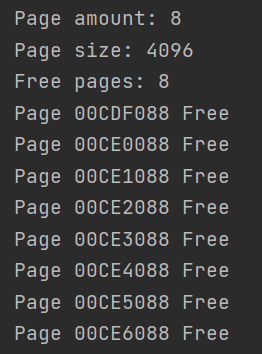 Page amount: 8
Page size: 4096
Free pages: 8
Page 00CDF088 Free
Page 00CE0088 Free
Page 00CE1088 Free
Page 00CE2088 Free
Page 00CE3088 Free
Page 00CE4088 Free
Page 00CE5088 Free
Page 00CE6088 Free